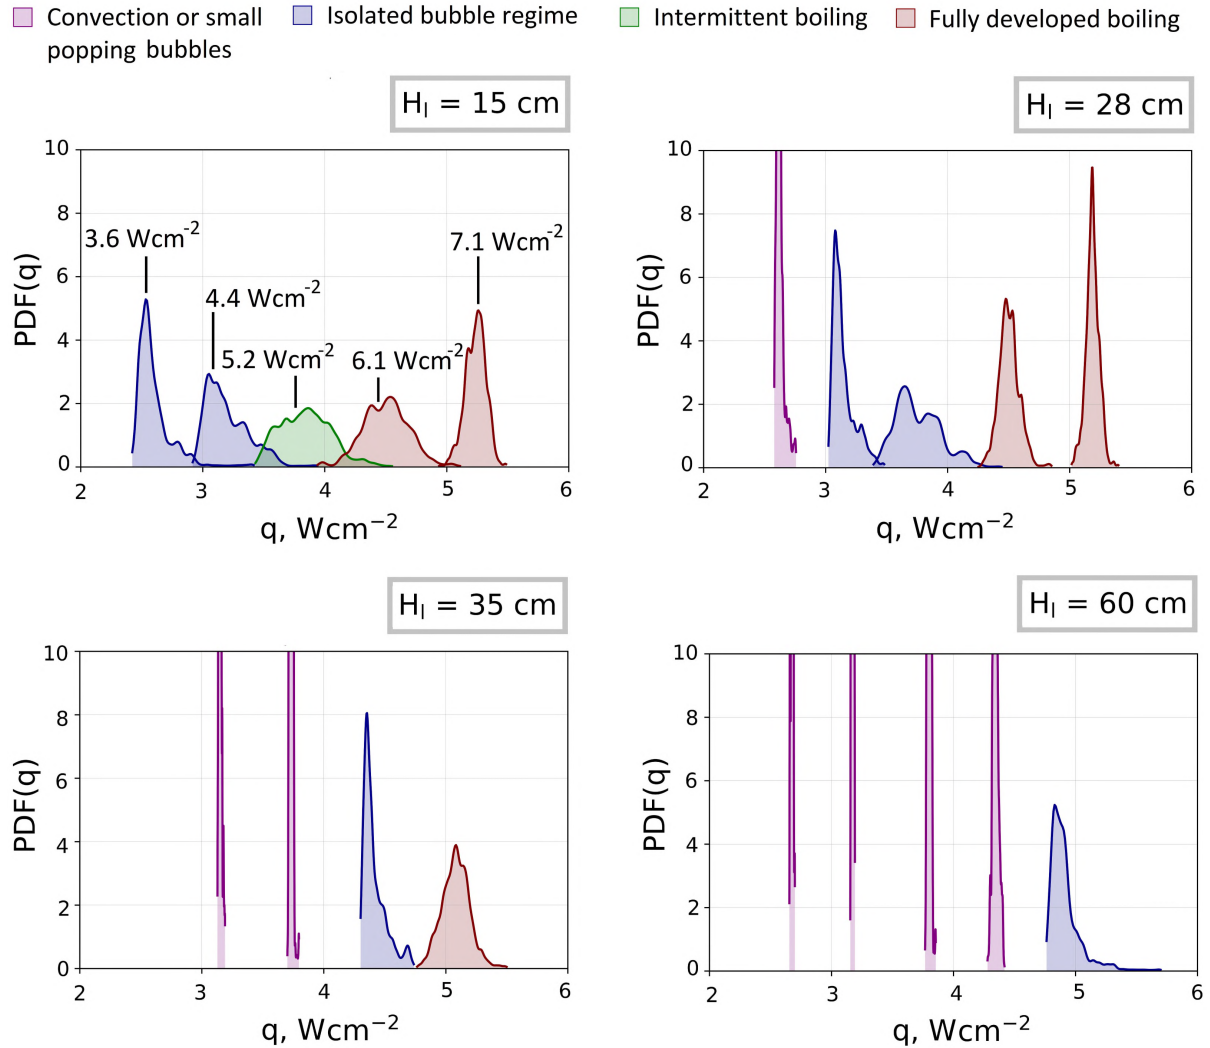 Convection or small popping bubbles
Isolated bubble regime
Intermittent boiling
Fully developed boiling
H_l = 15 cm
PDF(q)
10
8
6
4
2
0
3.6 Wcm⁻²
4.4 Wcm⁻²
5.2 Wcm⁻²
6.1 Wcm⁻²
7.1 Wcm⁻²
2 3 4 5 6
q, Wcm⁻²
H_l = 28 cm
PDF(q)
10
8
6
4
2
0
2 3 4 5 6
q, Wcm⁻²
H_l = 35 cm
PDF(q)
10
8
6
4
2
0
2 3 4 5 6
q, Wcm⁻²
H_l = 60 cm
PDF(q)
10
8
6
4
2
0
2 3 4 5 6
q, Wcm⁻²